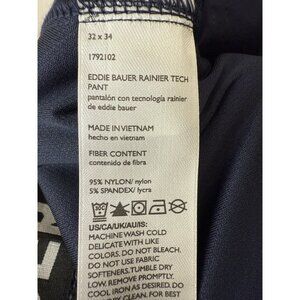 32 x 34
1792102
EDDIE BAUER RAINIER TECH
PANT
pantalón con tecnología rainier
de eddie bauer
MADE IN VIETNAM
hecho en vietnam
FIBER CONTENT
contenido de fibra
95% NYLON/ nylon
5% SPANDEX/ lycra
US/CA/UK/AU/IS:
MACHINE WASH COLD
DELICATE WITH LIKE
COLORS. DO NOT BLEACH.
DO NOT USE FABRIC
SOFTENERS. TUMBLE DRY
LOW. REMOVE PROMPTLY.
COOL IRON AS DESIRED. DO
FOR BEST